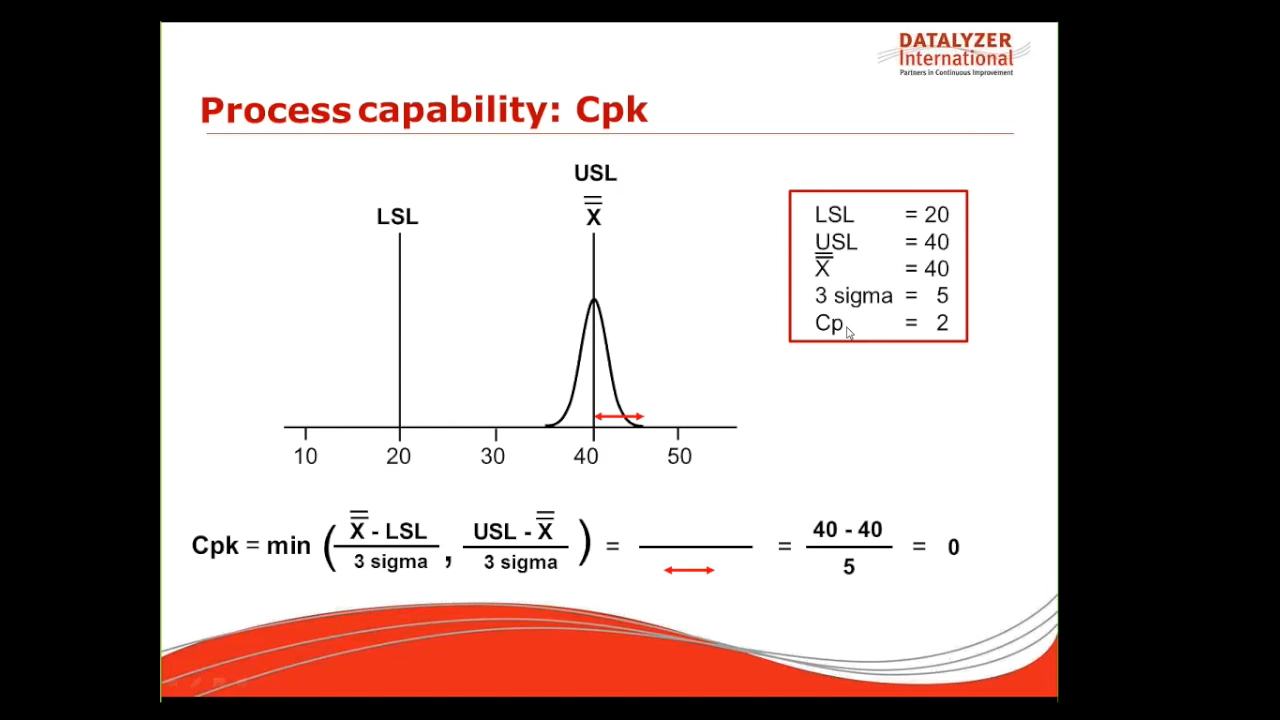 DATALYZER
International
Partners in Continuous Improvement
Process capability: Cpk
USL
X̿
LSL
LSL = 20
USL = 40
X̿ = 40
3 sigma = 5
Cp = 2
10 20 30 40 50
Cpk = min ( X̿ - LSL / 3 sigma , USL - X̿ / 3 sigma ) = = 40 - 40 / 5 = 0